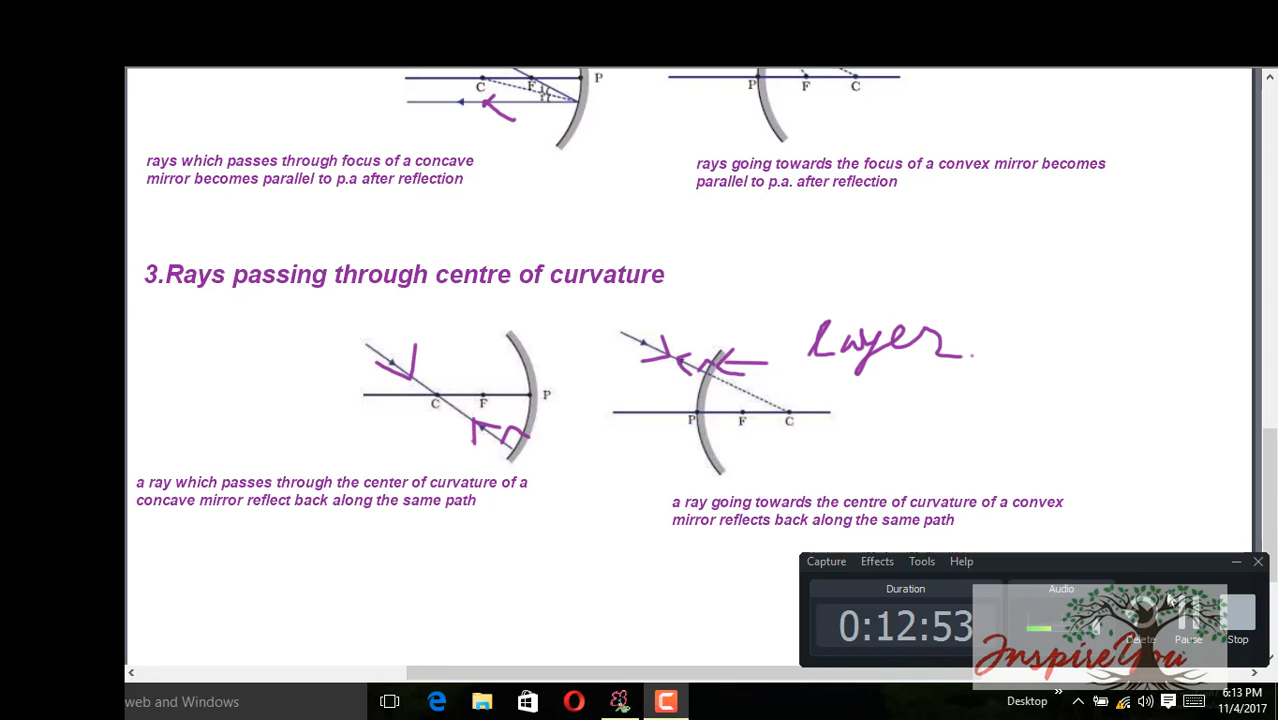 C F P
P F C
rays which passes through focus of a concave
mirror becomes parallel to p.a after reflection
rays going towards the focus of a convex mirror becomes
parallel to p.a. after reflection
3.Rays passing through centre of curvature
C F P
P F C
a ray which passes through the center of curvature of a
concave mirror reflect back along the same path
a ray going towards the centre of curvature of a convex
mirror reflects back along the same path
Capture Effects Tools Help
Duration Audio
0:12:53
Delete Pause Stop
InspireYou
web and Windows
Desktop
6:13 PM
11/4/2017